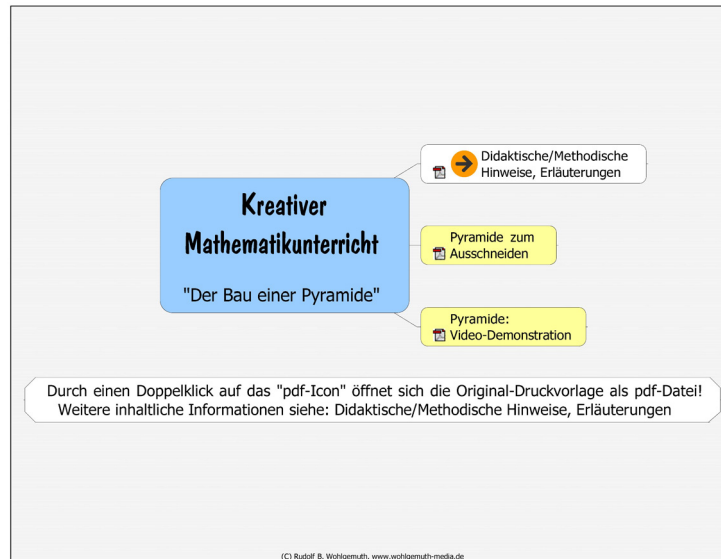 Didaktische/Methodische
Hinweise, Erläuterungen
Kreativer
Mathematikunterricht
"Der Bau einer Pyramide"
Pyramide zum
Ausschneiden
Pyramide:
Video-Demonstration
Durch einen Doppelklick auf das "pdf-Icon" öffnet sich die Original-Druckvorlage als pdf-Datei!
Weitere inhaltliche Informationen siehe: Didaktische/Methodische Hinweise, Erläuterungen
(C) Rudolf B. Wohlgemuth, www.wohlgemuth-media.de